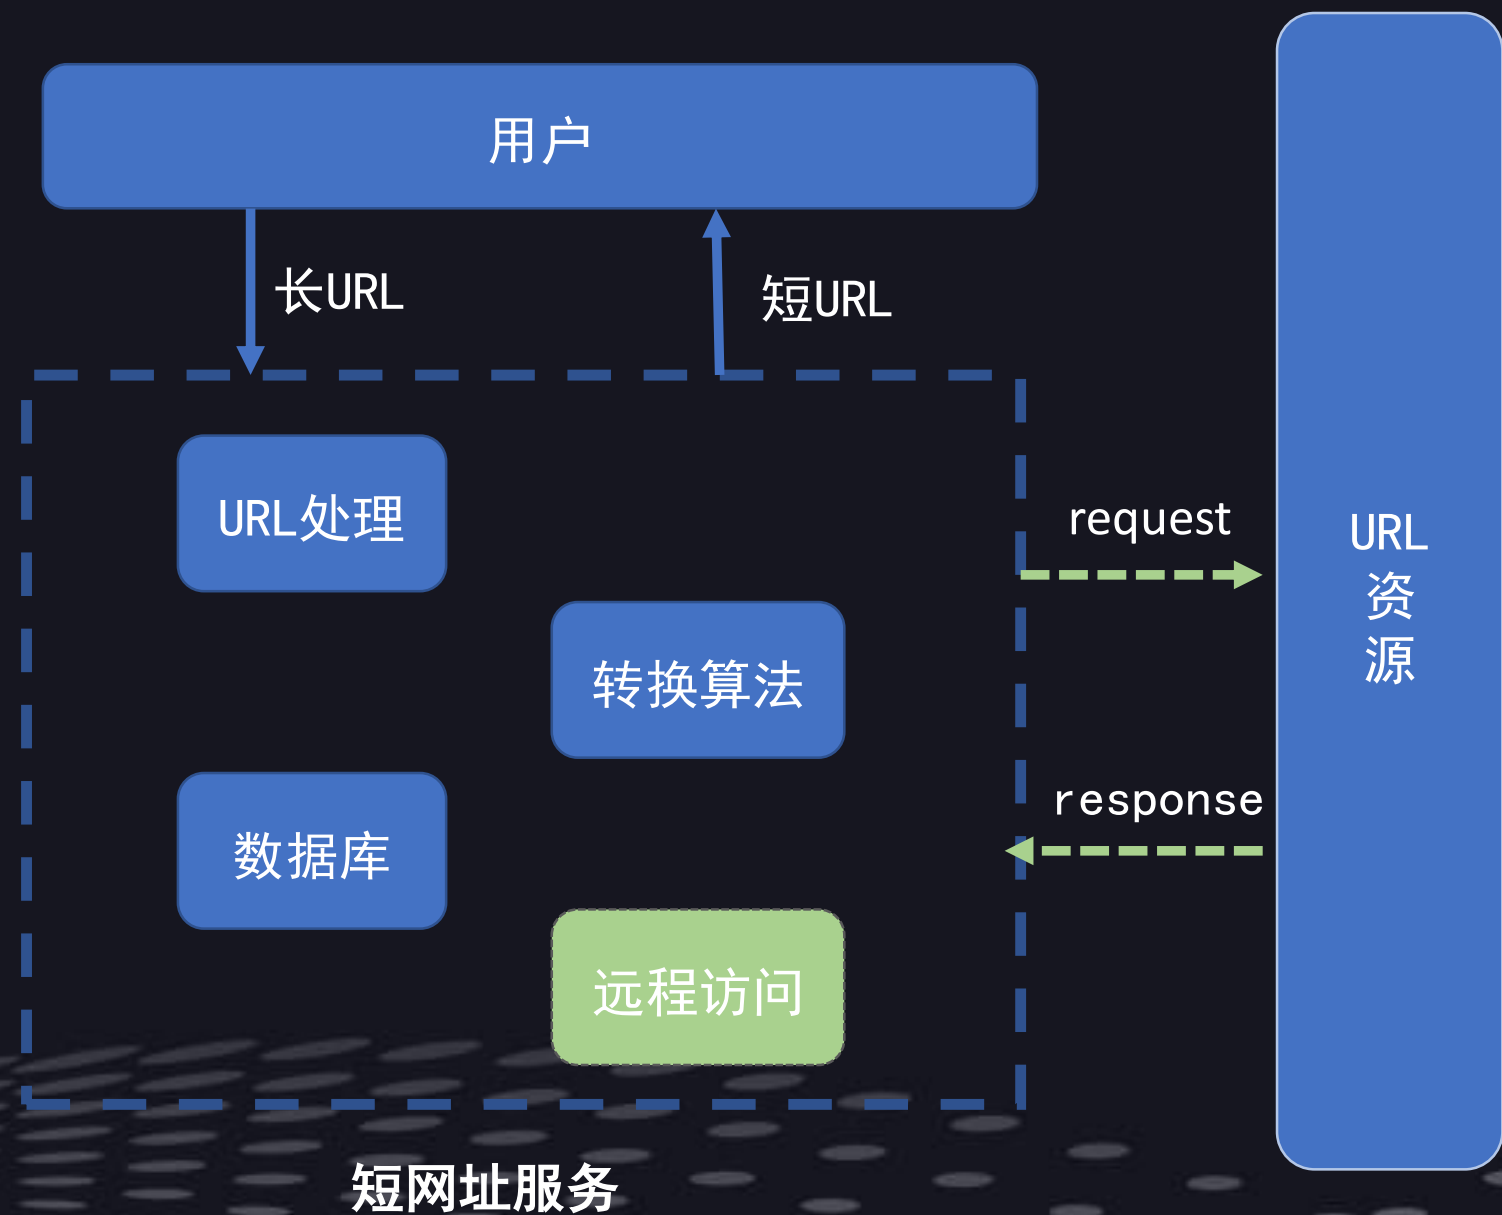 用户
长URL
短URL
URL处理
转换算法
数据库
远程访问
request
response
URL
资
源
短网址服务